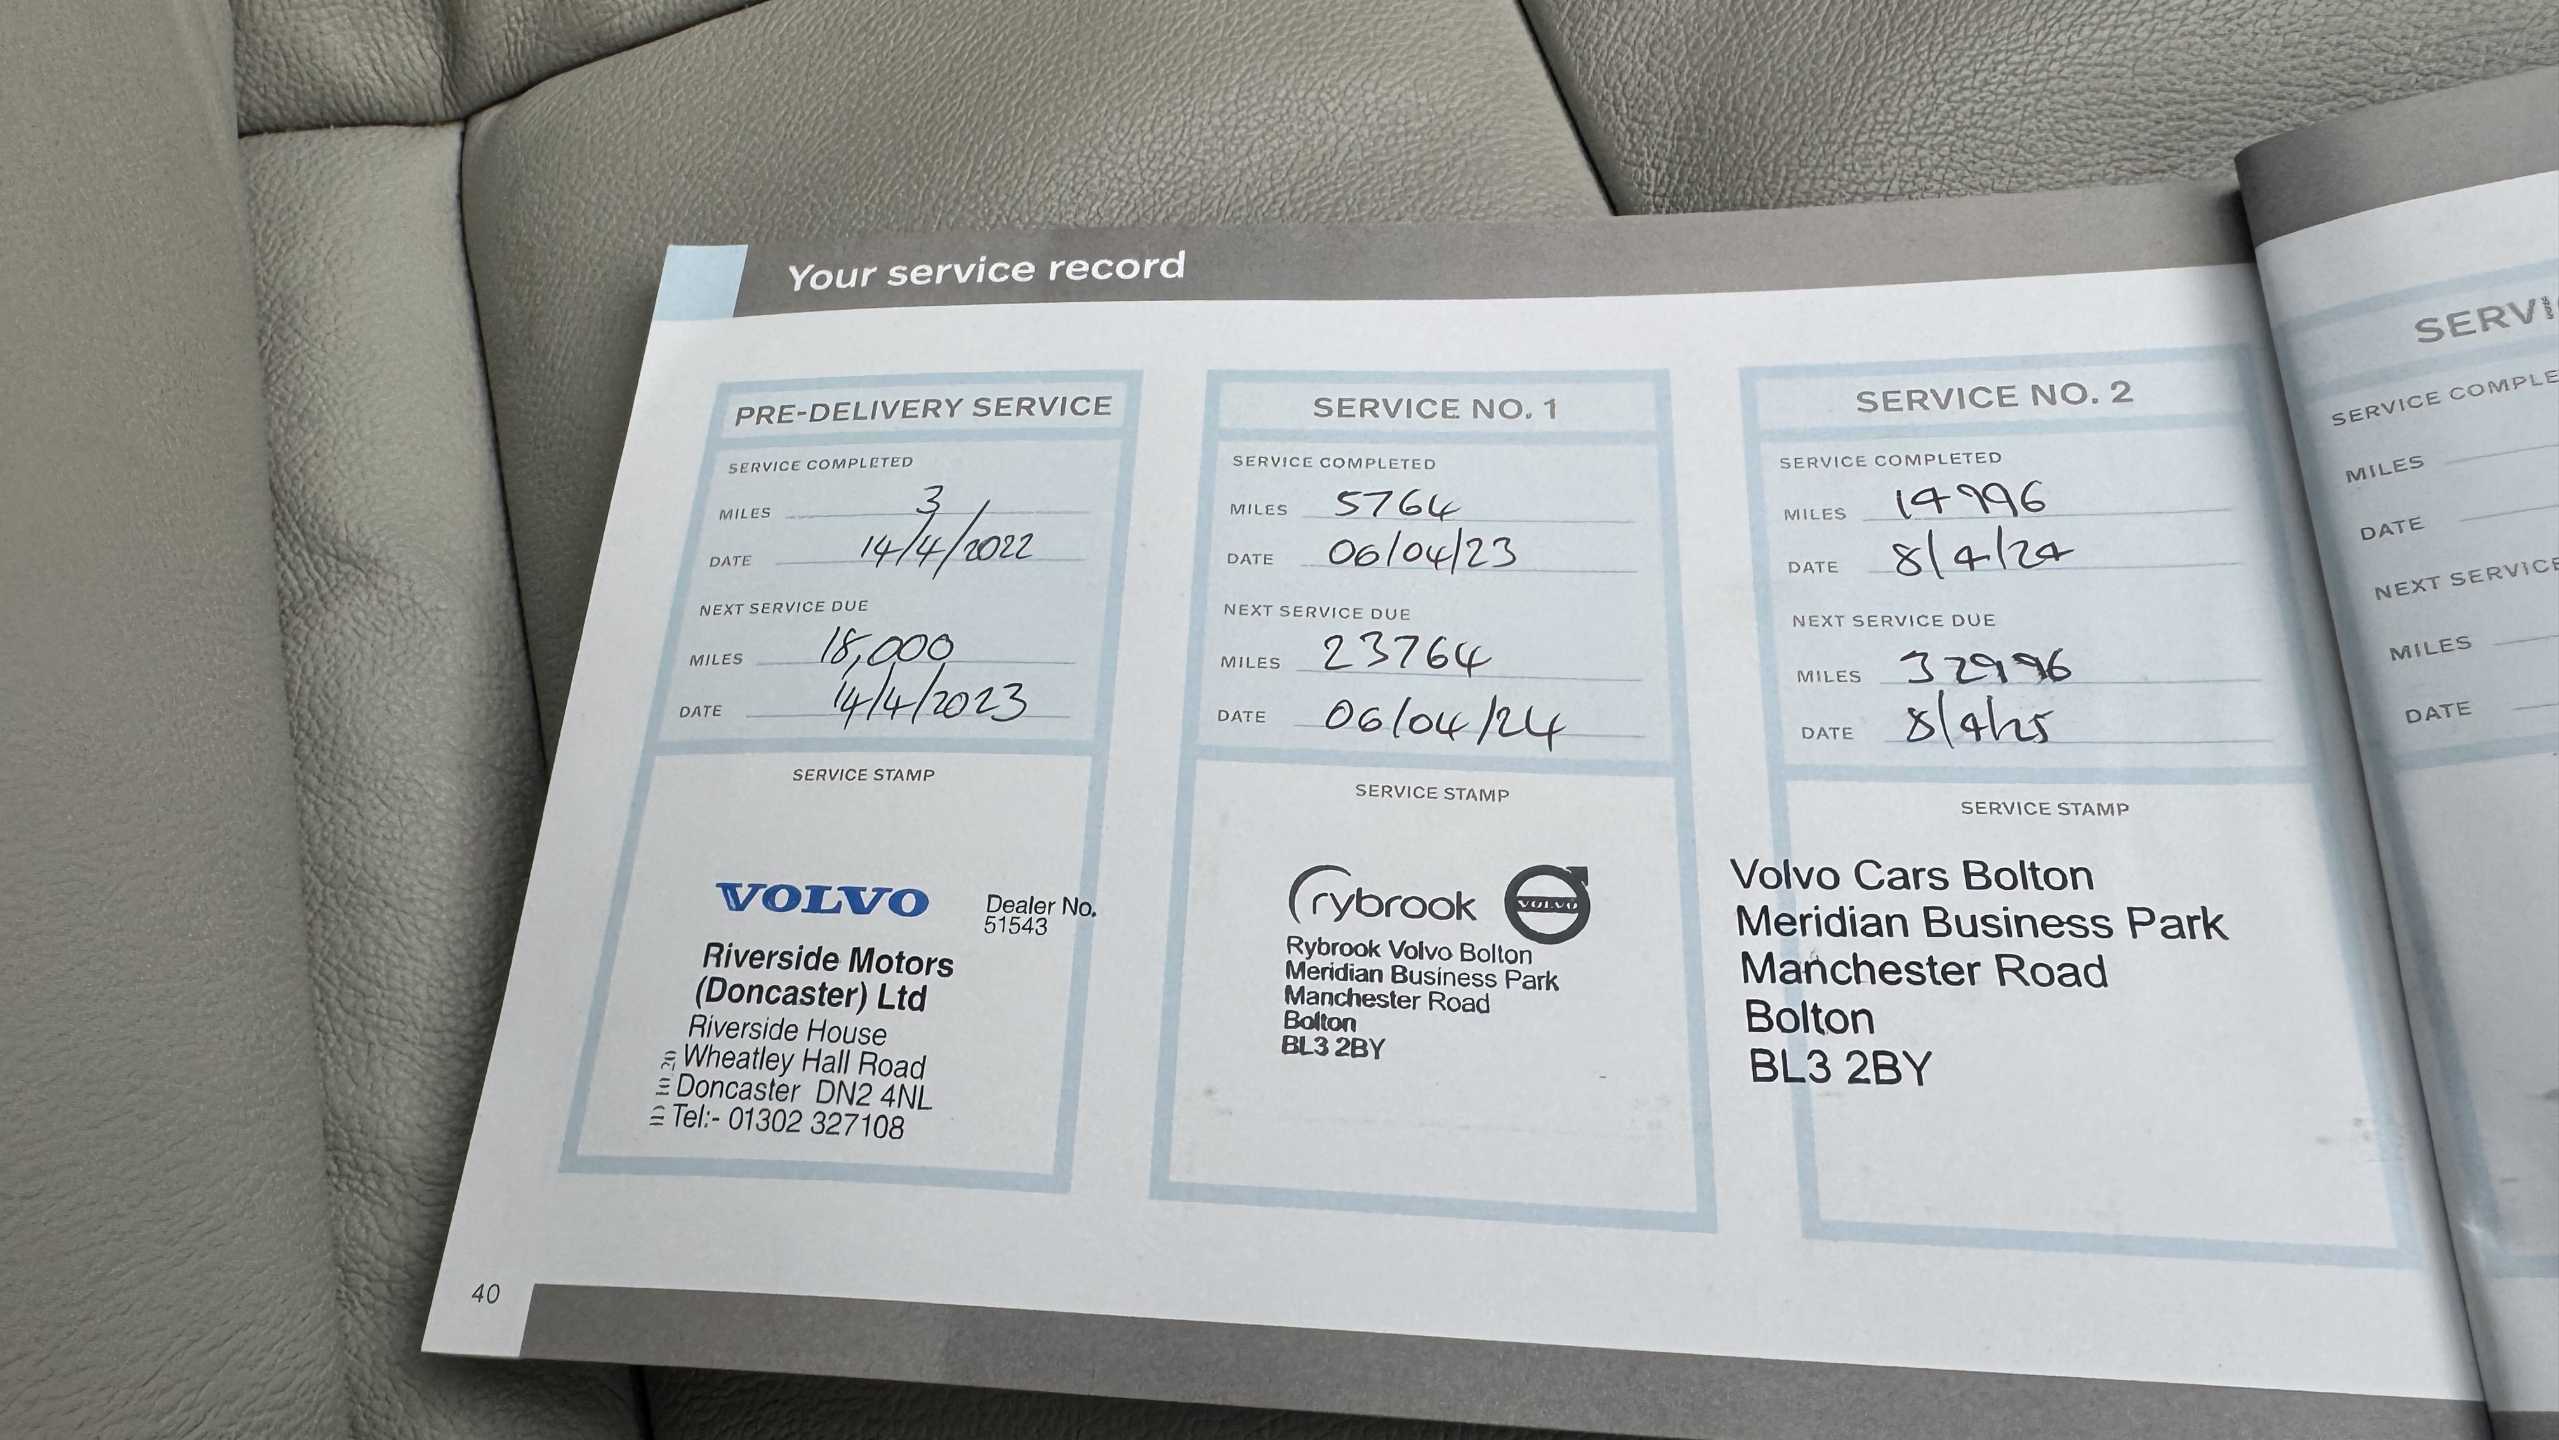 Your service record
PRE-DELIVERY SERVICE
SERVICE COMPLETED
MILES 3
DATE 14/4/2022
NEXT SERVICE DUE
MILES 18,000
DATE 14/4/2023
SERVICE STAMP
VOLVO
Dealer No.
51543
Riverside Motors
(Doncaster) Ltd
Riverside House
Wheatley Hall Road
Doncaster DN2 4NL
Tel:- 01302 327108
SERVICE NO. 1
SERVICE COMPLETED
MILES 5764
DATE 06/04/23
NEXT SERVICE DUE
MILES 23764
DATE 06/04/24
SERVICE STAMP
rybrook VOLVO
Rybrook Volvo Bolton
Meridian Business Park
Manchester Road
Bolton
BL3 2BY
SERVICE NO. 2
SERVICE COMPLETED
MILES 14996
DATE 8/4/24
NEXT SERVICE DUE
MILES 32996
DATE 8/4/25
SERVICE STAMP
Volvo Cars Bolton
Meridian Business Park
Manchester Road
Bolton
BL3 2BY
SERVI
SERVICE COMPLE
MILES
DATE
NEXT SERVICE
MILES
DATE
40